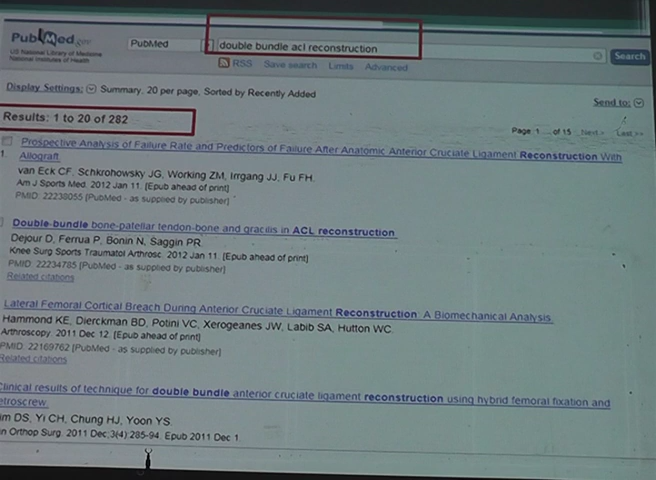 PubMed.gov
US National Library of Medicine
National Institutes of Health
PubMed
double bundle acl reconstruction
Search
RSS Save search Limits Advanced
Display Settings: Summary, 20 per page, Sorted by Recently Added
Send to:
Results: 1 to 20 of 282
Page 1 of 15 Next > Last >>
Prospective Analysis of Failure Rate and Predictors of Failure After Anatomic Anterior Cruciate Ligament Reconstruction With
1. Allograft.
van Eck CF, Schkrohowsky JG, Working ZM, Irrgang JJ, Fu FH.
Am J Sports Med. 2012 Jan 11. [Epub ahead of print]
PMID: 22238055 [PubMed - as supplied by publisher]
Double-bundle bone-patellar tendon-bone and gracilis in ACL reconstruction.
Dejour D, Ferrua P, Bonin N, Saggin PR.
Knee Surg Sports Traumatol Arthrosc. 2012 Jan 11. [Epub ahead of print]
PMID: 22234785 [PubMed - as supplied by publisher]
Related citations
Lateral Femoral Cortical Breach During Anterior Cruciate Ligament Reconstruction: A Biomechanical Analysis.
Hammond KE, Dierckman BD, Potini VC, Xerogeanes JW, Labib SA, Hutton WC.
Arthroscopy. 2011 Dec 12. [Epub ahead of print]
PMID: 22169762 [PubMed - as supplied by publisher]
Related citations
Clinical results of technique for double bundle anterior cruciate ligament reconstruction using hybrid femoral fixation and
etroscrew.
im DS, Yi CH, Chung HJ, Yoon YS.
in Orthop Surg. 2011 Dec;3(4):285-94. Epub 2011 Dec 1.